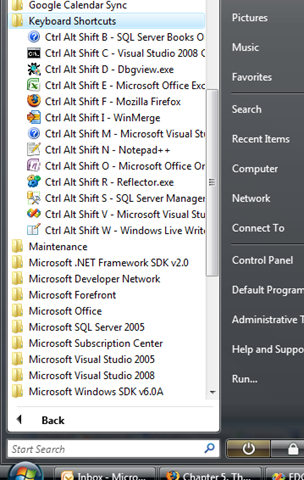 Google Calendar Sync
Keyboard Shortcuts
Ctrl Alt Shift B - SQL Server Books O
Ctrl Alt Shift C - Visual Studio 2008 C
Ctrl Alt Shift D - Dbgview.exe
Ctrl Alt Shift E - Microsoft Office Exc
Ctrl Alt Shift F - Mozilla Firefox
Ctrl Alt Shift I - WinMerge
Ctrl Alt Shift M - Microsoft Visual Stu
Ctrl Alt Shift N - Notepad++
Ctrl Alt Shift O - Microsoft Office Or
Ctrl Alt Shift R - Reflector.exe
Ctrl Alt Shift S - SQL Server Manager
Ctrl Alt Shift V - Microsoft Visual Stu
Ctrl Alt Shift W - Windows Live Write
Maintenance
Microsoft .NET Framework SDK v2.0
Microsoft Developer Network
Microsoft Forefront
Microsoft Office
Microsoft SQL Server 2005
Microsoft Subscription Center
Microsoft Visual Studio 2005
Microsoft Visual Studio 2008
Microsoft Windows SDK v6.0A
Back
Start Search
Pictures
Music
Favorites
Search
Recent Items
Computer
Network
Connect To
Control Panel
Default Program
Administrative T
Help and Suppo
Run...
Inbox - Micro...
Chapter 5. Th...